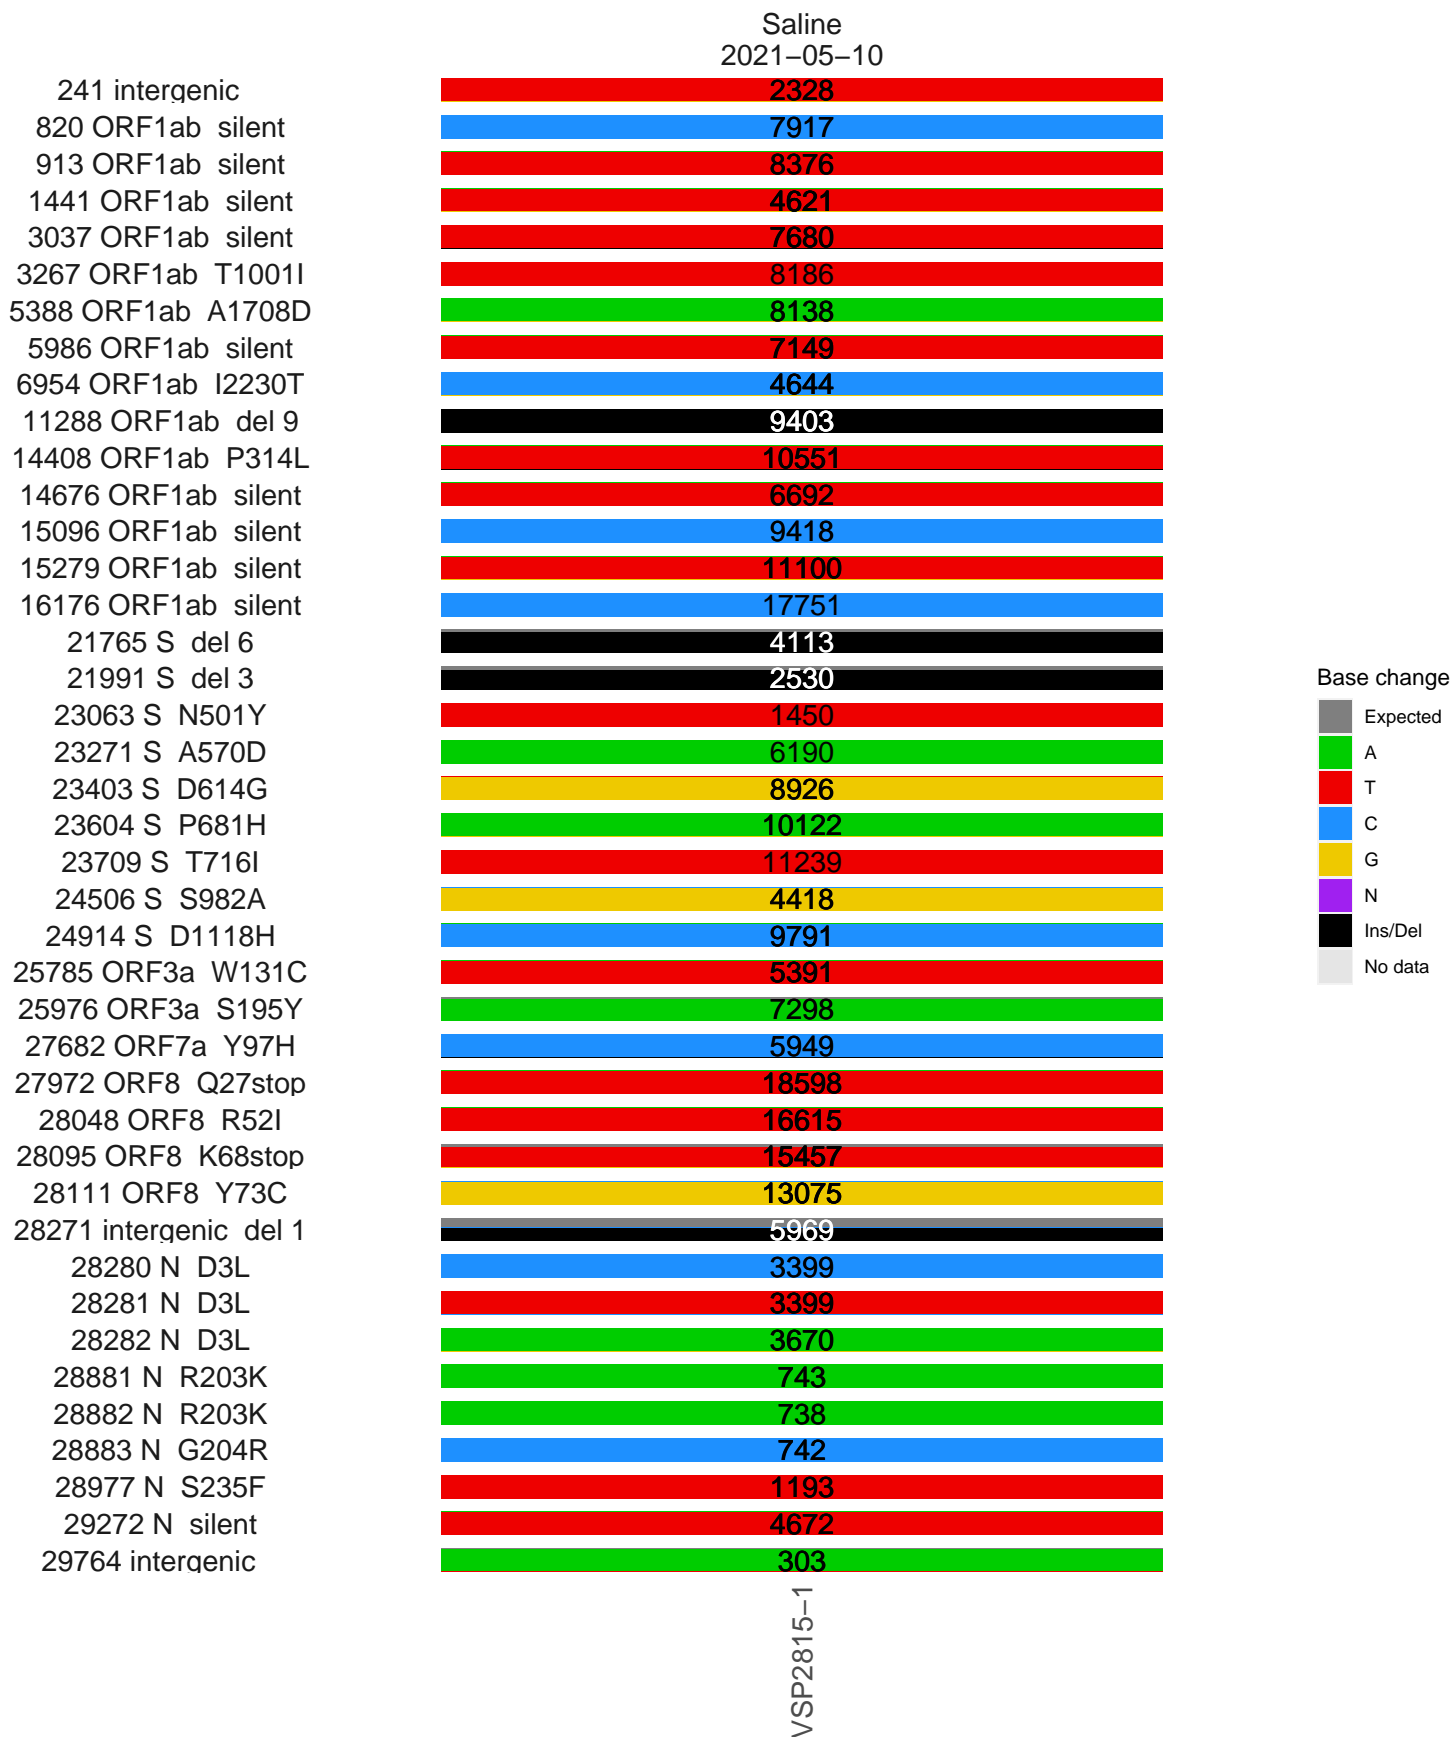 Saline
2021−05−10
241 intergenic 2328
820 ORF1ab silent 7917
913 ORF1ab silent 8376
1441 ORF1ab silent 4621
3037 ORF1ab silent 7680
3267 ORF1ab T1001I 8186
5388 ORF1ab A1708D 8138
5986 ORF1ab silent 7149
6954 ORF1ab I2230T 4644
11288 ORF1ab del 9 9403
14408 ORF1ab P314L 10551
14676 ORF1ab silent 6692
15096 ORF1ab silent 9418
15279 ORF1ab silent 11100
16176 ORF1ab silent 17751
21765 S del 6 4113
21991 S del 3 2530
23063 S N501Y 1450
23271 S A570D 6190
23403 S D614G 8926
23604 S P681H 10122
23709 S T716I 11239
24506 S S982A 4418
24914 S D1118H 9791
25785 ORF3a W131C 5391
25976 ORF3a S195Y 7298
27682 ORF7a Y97H 5949
27972 ORF8 Q27stop 18598
28048 ORF8 R52I 16615
28095 ORF8 K68stop 15457
28111 ORF8 Y73C 13075
28271 intergenic del 1 5969
28280 N D3L 3399
28281 N D3L 3399
28282 N D3L 3670
28881 N R203K 743
28882 N R203K 738
28883 N G204R 742
28977 N S235F 1193
29272 N silent 4672
29764 intergenic 303
VSP2815−1
Base change
Expected
A
T
C
G
N
Ins/Del
No data